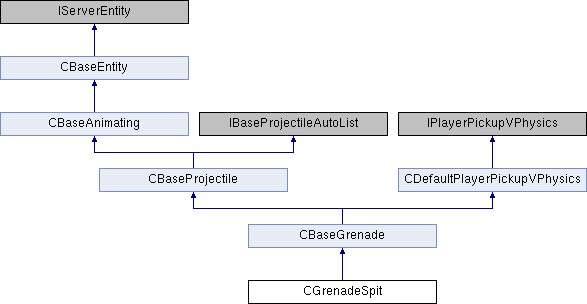 IServerEntity
CBaseEntity
CBaseAnimating
IBaseProjectileAutoList
IPlayerPickupVPhysics
CBaseProjectile
CDefaultPlayerPickupVPhysics
CBaseGrenade
CGrenadeSpit